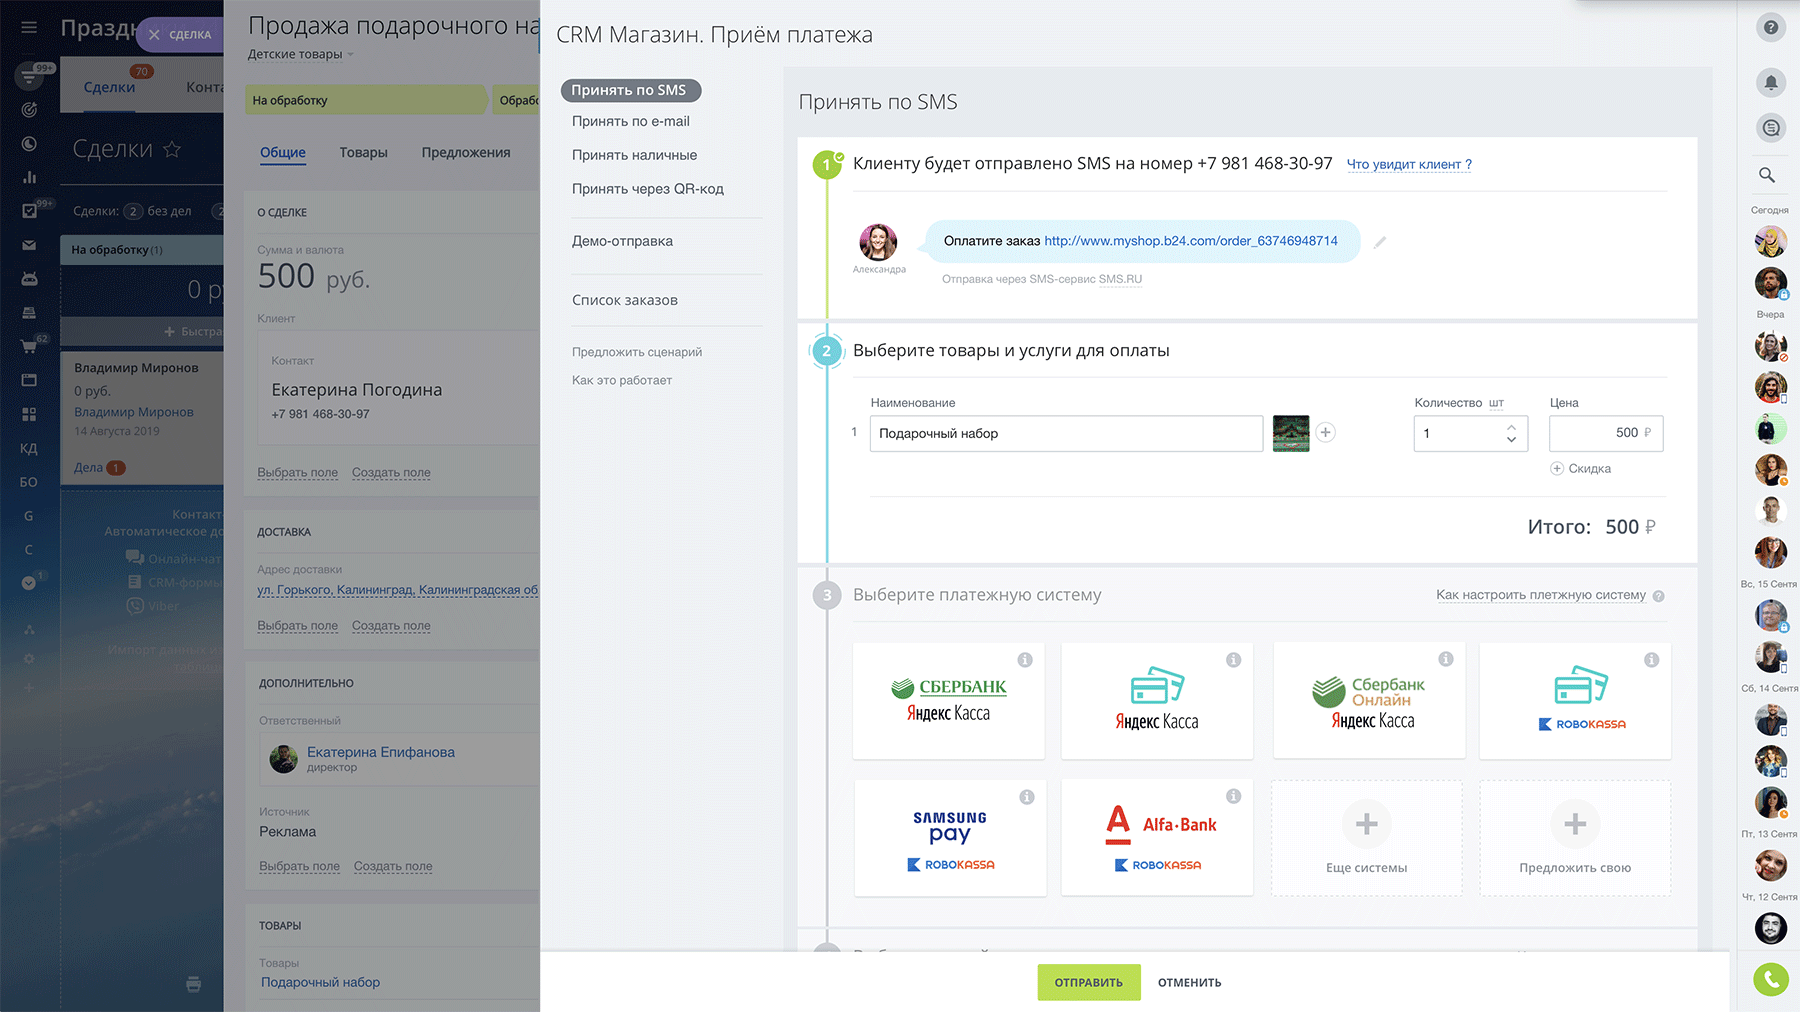 Праздн
СДЕЛКА
99+
Сделки
70
Конта
Сделки
99+
Сделки: 2 без дел 2
На обработку (1)
0 ру
Быстра
62
Владимир Миронов
0 руб.
Владимир Миронов
14 Августа 2019
Дела 1
КД
БО
G
C
1
Контакт
Автоматическое до
Онлайн-чат
CRM-формы
Viber
Импорт данных из
таблицы
Продажа подарочного на
Детские товары
На обработку
Обрабо
Общие
Товары
Предложения
О СДЕЛКЕ
Сумма и валюта
500 руб.
Клиент
Контакт
Екатерина Погодина
+7 981 468-30-97
Выбрать поле Создать поле
ДОСТАВКА
Адрес доставки
ул. Горького, Калининград, Калининградская об
Выбрать поле Создать поле
ДОПОЛНИТЕЛЬНО
Ответственный
Екатерина Епифанова
директор
Источник
Реклама
Выбрать поле Создать поле
ТОВАРЫ
Товары
Подарочный набор
CRM Магазин. Приём платежа
Принять по SMS
Принять по e-mail
Принять наличные
Принять через QR-код
Демо-отправка
Список заказов
Предложить сценарий
Как это работает
Принять по SMS
1 Клиенту будет отправлено SMS на номер +7 981 468-30-97 Что увидит клиент ?
Александра
Оплатите заказ http://www.myshop.b24.com/order_63746948714
Отправка через SMS-сервис SMS.RU
2 Выберите товары и услуги для оплаты
Наименование Количество шт Цена
1 Подарочный набор 1 500 ₽
Скидка
Итого: 500 ₽
3 Выберите платежную систему Как настроить плетжную систему ?
СБЕРБАНК
Яндекс Касса
Яндекс Касса
Сбербанк
Онлайн
Яндекс Касса
ROBOKASSA
SAMSUNG
pay
ROBOKASSA
Alfa·Bank
ROBOKASSA
Еще системы
Предложить свою
ОТПРАВИТЬ ОТМЕНИТЬ
Сегодня
Вчера
Вс, 15 Сентя
Сб, 14 Сентя
Пт, 13 Сентя
Чт, 12 Сентя